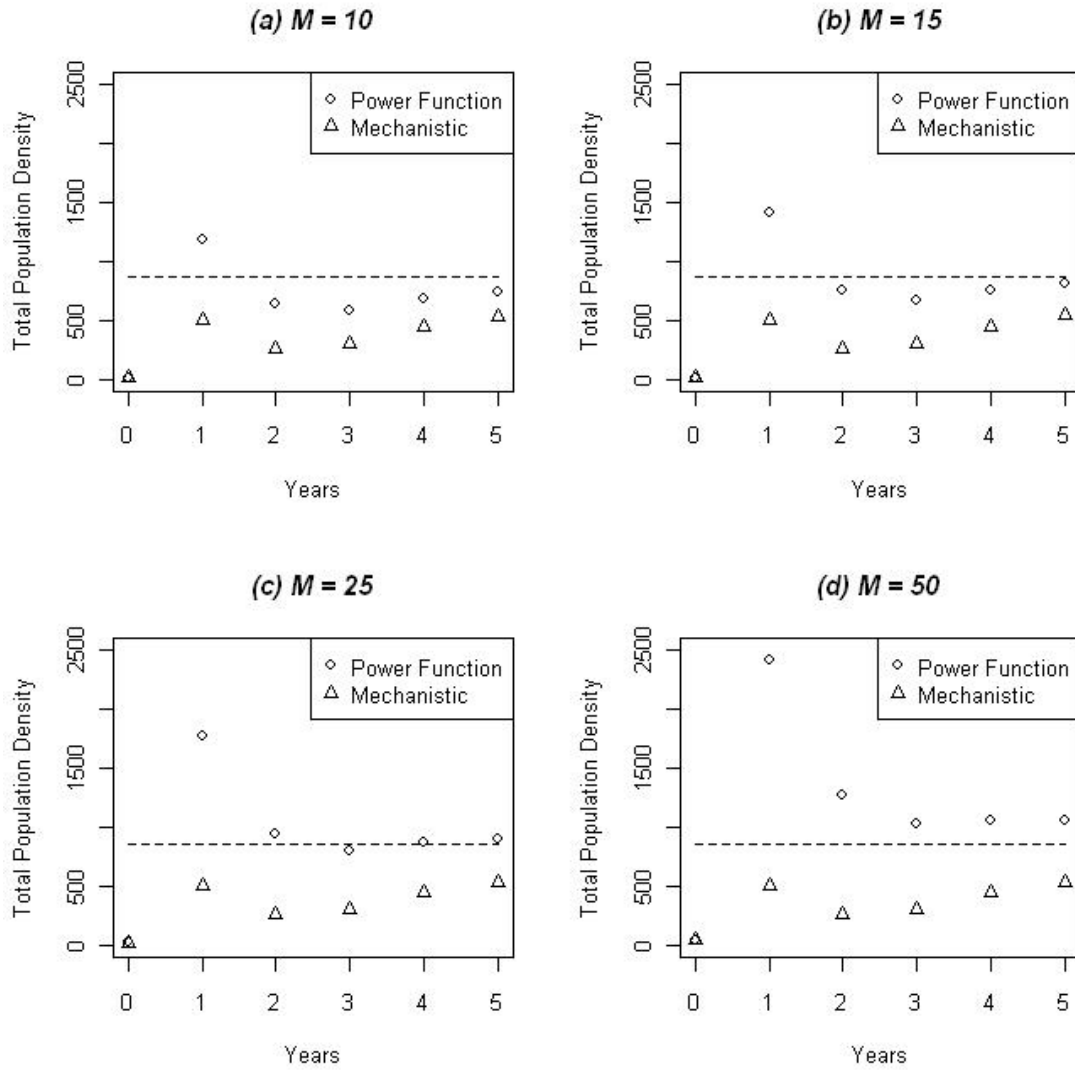 (a) M = 10
Total Population Density
2500
1500
500
0
Power Function
Mechanistic
0 1 2 3 4 5
Years
(b) M = 15
Total Population Density
2500
1500
500
0
Power Function
Mechanistic
0 1 2 3 4 5
Years
(c) M = 25
Total Population Density
2500
1500
500
0
Power Function
Mechanistic
0 1 2 3 4 5
Years
(d) M = 50
Total Population Density
2500
1500
500
0
Power Function
Mechanistic
0 1 2 3 4 5
Years